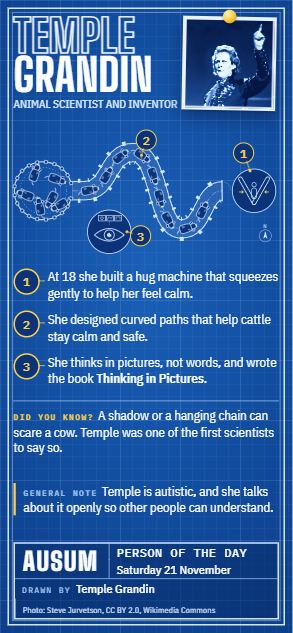 TEMPLE
GRANDIN
ANIMAL SCIENTIST AND INVENTOR
2
1
3
N
1 At 18 she built a hug machine that squeezes
gently to help her feel calm.
2 She designed curved paths that help cattle
stay calm and safe.
3 She thinks in pictures, not words, and wrote
the book Thinking in Pictures.
DID YOU KNOW? A shadow or a hanging chain can
scare a cow. Temple was one of the first scientists
to say so.
GENERAL NOTE Temple is autistic, and she talks
about it openly so other people can understand.
AUSUM
PERSON OF THE DAY
Saturday 21 November
DRAWN BY Temple Grandin
Photo: Steve Jurvetson, CC BY 2.0, Wikimedia Commons